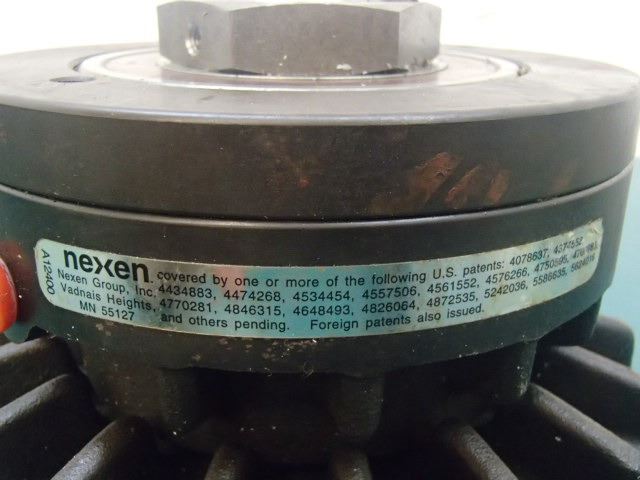 A12400
nexen covered by one or more of the following U.S. patents: 4078637, 4374552
Nexen Group, Inc. 4434883, 4474268, 4534454, 4557506, 4561552, 4576266, 4750595,
Vadnais Heights, 4770281, 4846315, 4648493, 4826064, 4872535, 5242036, 5586635,
MN 55127 and others pending. Foreign patents also issued.